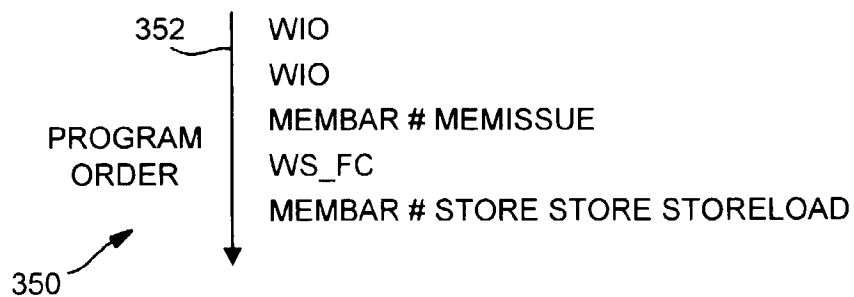 352
WIO
WIO
MEMBAR # MEMISSUE
PROGRAM
ORDER
WS_FC
MEMBAR # STORE STORE STORELOAD
350